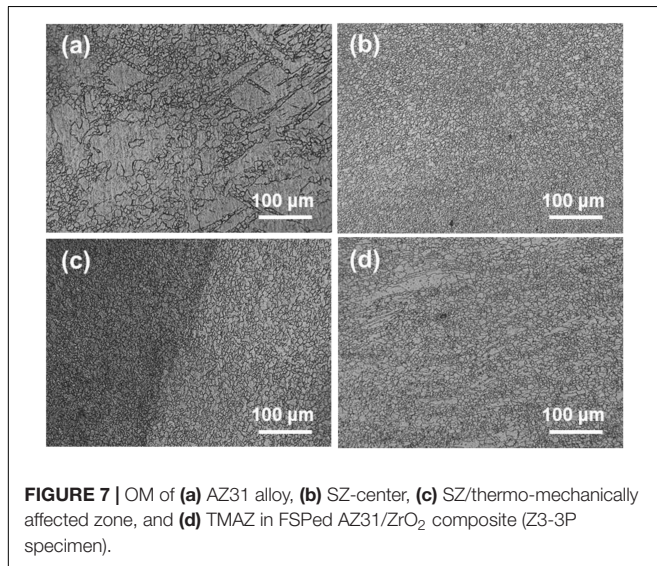 (a)
100 µm
(b)
100 µm
(c)
100 µm
(d)
100 µm
FIGURE 7 | OM of (a) AZ31 alloy, (b) SZ-center, (c) SZ/thermo-mechanically
affected zone, and (d) TMAZ in FSPed AZ31/ZrO₂ composite (Z3-3P
specimen).